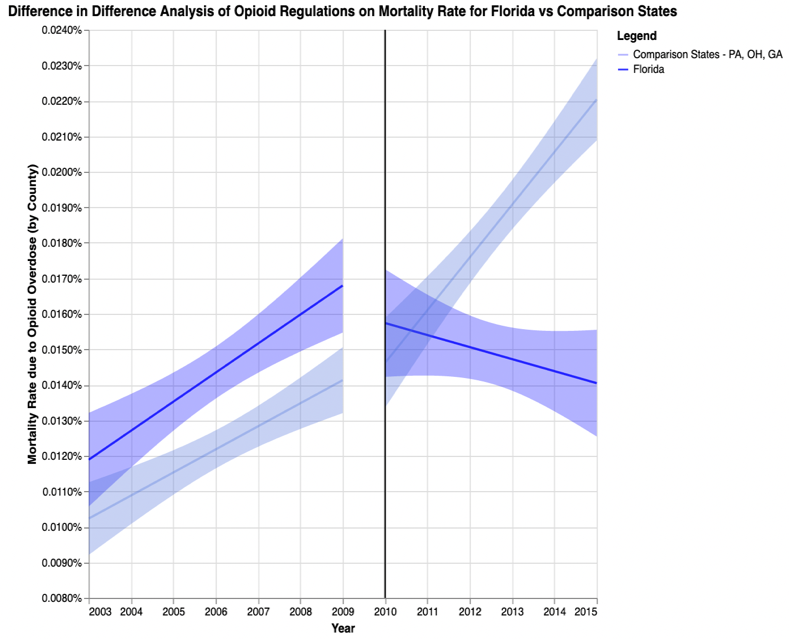 Difference in Difference Analysis of Opioid Regulations on Mortality Rate for Florida vs Comparison States
Legend
Comparison States - PA, OH, GA
Florida
Mortality Rate due to Opioid Overdose (by County)
0.0240%
0.0230%
0.0220%
0.0210%
0.0200%
0.0190%
0.0180%
0.0170%
0.0160%
0.0150%
0.0140%
0.0130%
0.0120%
0.0110%
0.0100%
0.0090%
0.0080%
2003 2004 2005 2006 2007 2008 2009 2010 2011 2012 2013 2014 2015
Year